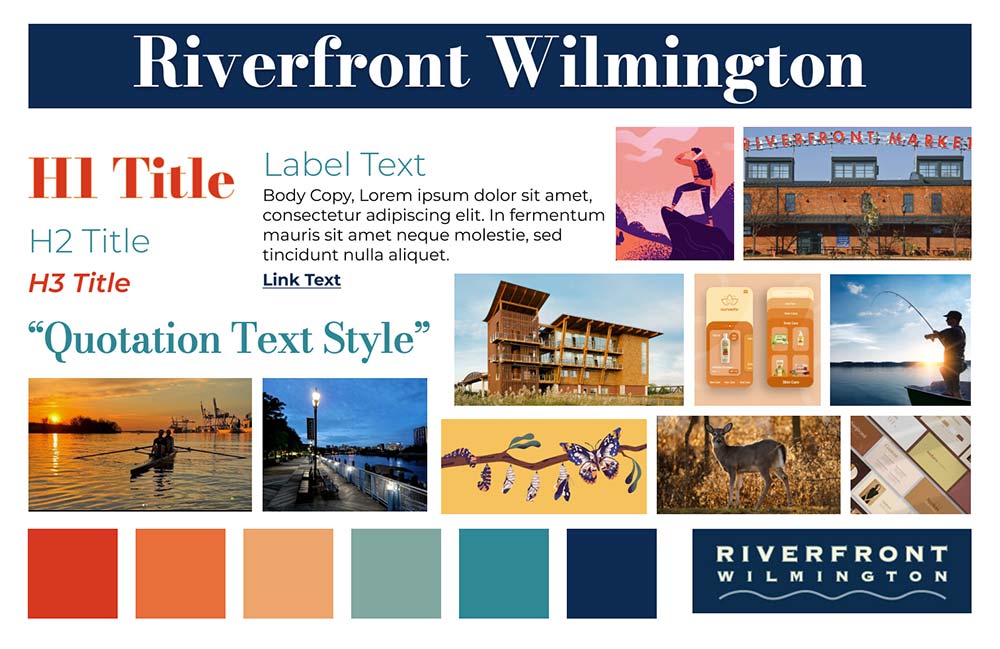 Riverfront Wilmington
H1 Title
H2 Title
H3 Title
“Quotation Text Style”
Label Text
Body Copy, Lorem ipsum dolor sit amet,
consectetur adipiscing elit. In fermentum
mauris sit amet neque molestie, sed
tincidunt nulla aliquet.
Link Text
RIVERFRONT MARKET
Skin Care
RIVERFRONT
WILMINGTON